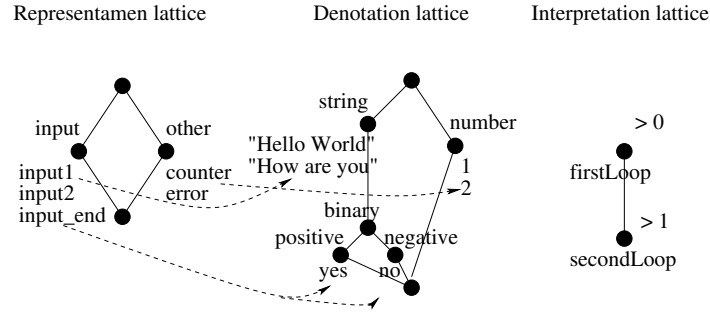 Representamen lattice
Denotation lattice
Interpretation lattice
input
other
input1
input2
input_end
counter
error
string
number
"Hello World"
"How are you"
1
2
binary
positive
negative
yes
no
> 0
firstLoop
> 1
secondLoop